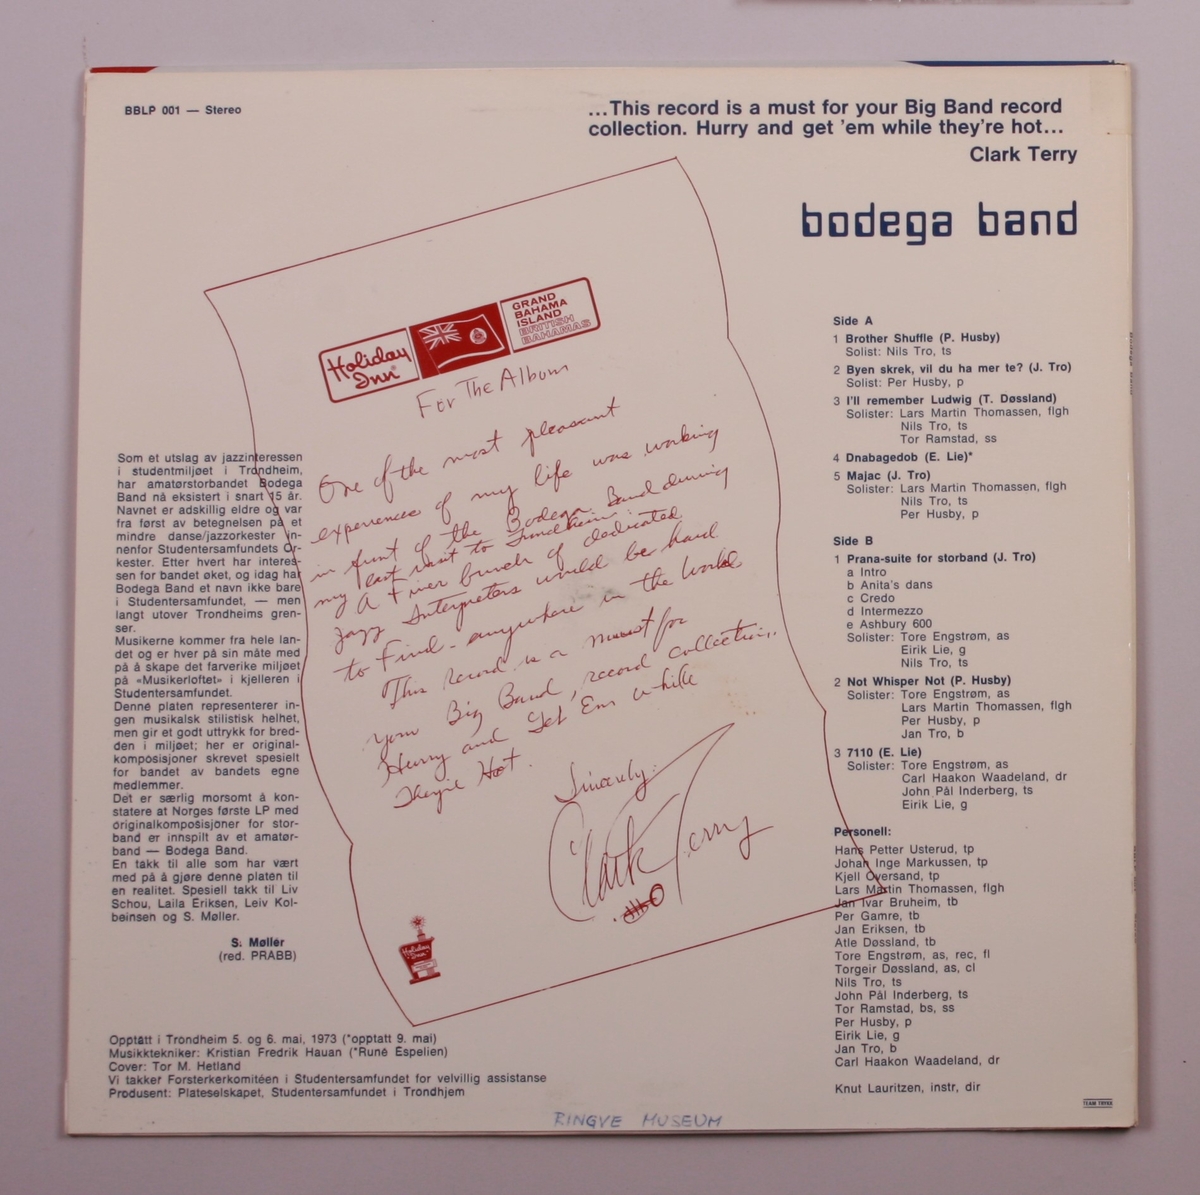 BBLP 001 — Stereo
...This record is a must for your Big Band record
collection. Hurry and get 'em while they're hot...
Clark Terry
bodega band
Holiday
Inn
GRAND
BAHAMA
ISLAND
BRITISH
BAHAMAS
For The Album
One of the most pleasant
experiences of my life was working
in front of the Bodega Band during
my last visit to Trondheim.
A finer bunch of dedicated
Jazz Interpreters would be hard
to Find - anywhere in the World
This Record is a must for
your Big Band, record collection,
Hurry and Get Em while
They're Hot.
Sincerely.
Clark Terry
Holiday
Inn
Som et utslag av jazzinteressen
i studentmiljøet i Trondheim,
har amatørstorbandet Bodega
Band nå eksistert i snart 15 år.
Navnet er adskillig eldre og var
fra først av betegnelsen på et
mindre danse/jazzorkester in-
nenfor Studentersamfundets Or-
kester. Etter hvert har interes-
sen for bandet øket, og idag har
Bodega Band et navn ikke bare
i Studentersamfundet, — men
langt utover Trondheims gren-
ser.
Musikerne kommer fra hele lan-
det og er hver på sin måte med
på å skape det farverike miljøet
på «Musikerloftet» i kjelleren i
Studentersamfundet.
Denne platen representerer in-
gen musikalsk stilistisk helhet,
men gir et godt uttrykk for bred-
den i miljøet; her er original-
komposisjoner skrevet spesielt
for bandet av bandets egne
medlemmer.
Det er særlig morsomt å kon-
statere at Norges første LP med
originalkomposisjoner for stor-
band er innspilt av et amatør-
band — Bodega Band.
En takk til alle som har vært
med på å gjøre denne platen til
en realitet. Spesiell takk til Liv
Schou, Laila Eriksen, Leiv Kol-
beinsen og S. Møller.
S. Møller
(red. PRABB)
Opptatt i Trondheim 5. og 6. mai, 1973 (*opptatt 9. mai)
Musikktekniker: Kristian Fredrik Hauan (*Rune Espelien)
Cover: Tor M. Hetland
Vi takker Forsterkerkomitéen i Studentersamfundet for velvillig assistanse
Produsent: Plateselskapet, Studentersamfundet i Trondhjem
Side A
1 Brother Shuffle (P. Husby)
Solist: Nils Tro, ts
2 Byen skrek, vil du ha mer te? (J. Tro)
Solist: Per Husby, p
3 I'll remember Ludwig (T. Døssland)
Solister: Lars Martin Thomassen, flgh
Nils Tro, ts
Tor Ramstad, ss
4 Dnabagedob (E. Lie)*
5 Majac (J. Tro)
Solister: Lars Martin Thomassen, flgh
Nils Tro, ts
Per Husby, p
Side B
1 Prana-suite for storband (J. Tro)
a Intro
b Anita's dans
c Credo
d Intermezzo
e Ashbury 600
Solister: Tore Engstrøm, as
Eirik Lie, g
Nils Tro, ts
2 Not Whisper Not (P. Husby)
Solister: Tore Engstrøm, as
Lars Martin Thomassen, flgh
Per Husby, p
Jan Tro, b
3 7110 (E. Lie)
Solister: Tore Engstrøm, as
Carl Haakon Waadeland, dr
John Pål Inderberg, ts
Eirik Lie, g
Personell:
Hans Petter Usterud, tp
Johan Inge Markussen, tp
Kjell Oversand, tp
Lars Martin Thomassen, flgh
Jan Ivar Bruheim, tb
Per Gamre, tb
Jan Eriksen, tb
Atle Døssland, tb
Tore Engstrøm, as, rec, fl
Torgeir Døssland, as, cl
Nils Tro, ts
John Pål Inderberg, ts
Tor Ramstad, bs, ss
Per Husby, p
Eirik Lie, g
Jan Tro, b
Carl Haakon Waadeland, dr
Knut Lauritzen, instr, dir
TEAM TRYKK
RINGVE MUSEUM